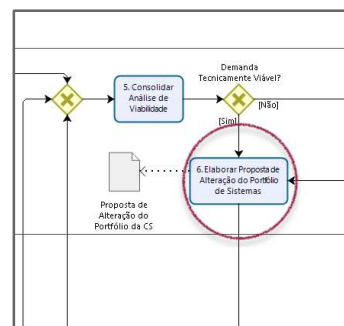 Demanda
Tecnicamente Viável?
5. Consolidar
Análise de
Viabilidade
[Não]
[Sim]
6. Elaborar Proposta de
Alteração do Portfólio
de Sistemas
Proposta de
Alteração do
Portfólio da CS